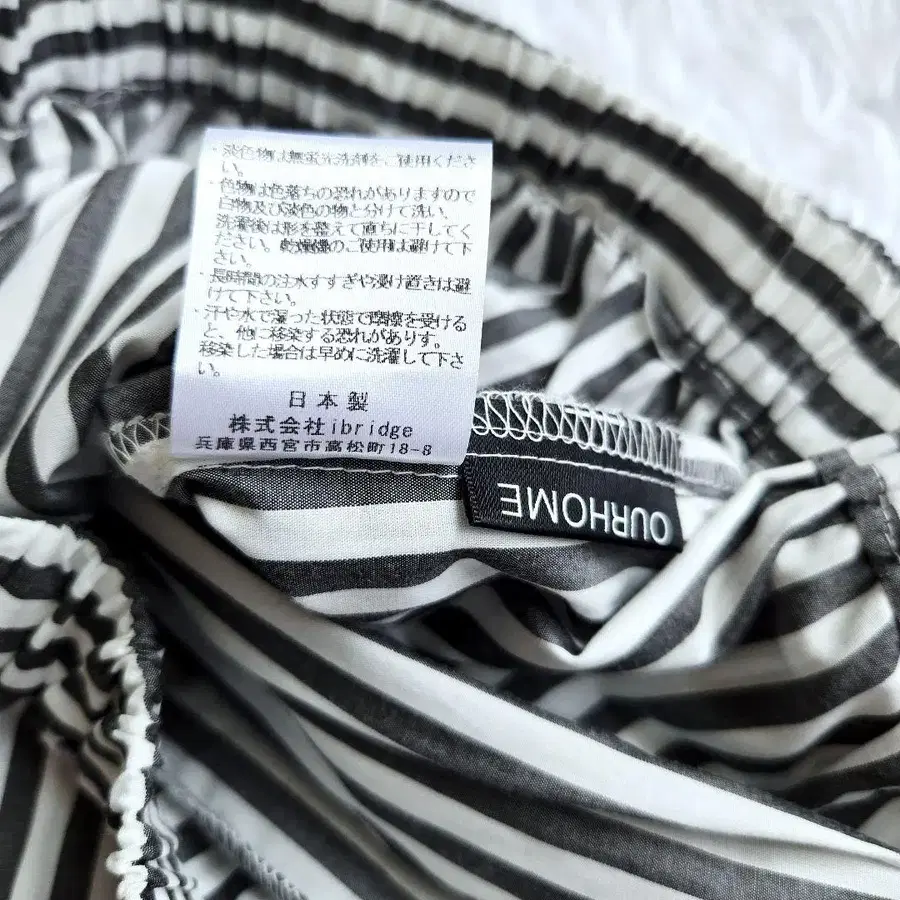 ・淡色物は無蛍光洗剤をご使用くださ
い。
・色物は色落ちの恐れがありますので
白物及び淡色の物と分けて洗い、
洗濯後は形を整えて直ちに干してく
ださい。乾燥機のご使用は避けて下
さい。
・長時間の注水すすぎや浸け置きは避
けて下さい。
・汗や水で湿った状態で摩擦を受ける
と、他に移染する恐れがありす。
移染した場合は早めに洗濯して下さ
い。
日本製
株式会社ibridge
兵庫県西宮市高松町18-8
OURHOME